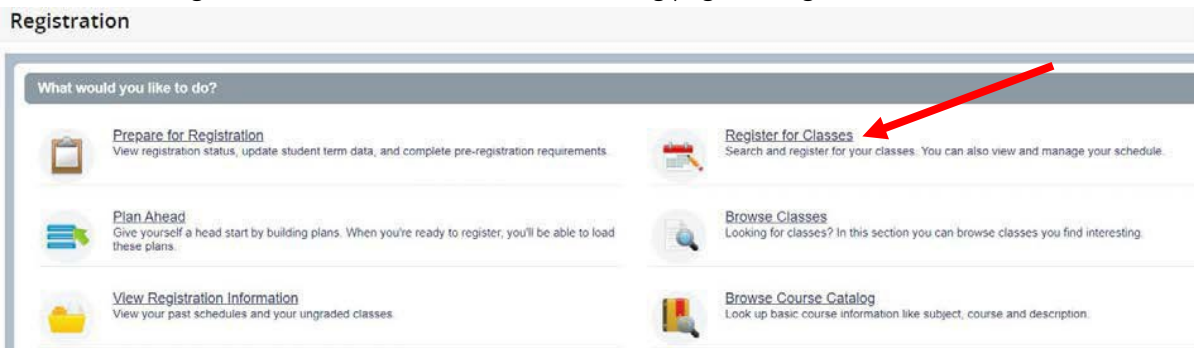 Registration
What would you like to do?
Prepare for Registration
View registration status, update student term data, and complete pre-registration requirements.
Register for Classes
Search and register for your classes. You can also view and manage your schedule.
Plan Ahead
Give yourself a head start by building plans. When you're ready to register, you'll be able to load
these plans.
Browse Classes
Looking for classes? In this section you can browse classes you find interesting.
View Registration Information
View your past schedules and your ungraded classes.
Browse Course Catalog
Look up basic course information like subject, course and description.